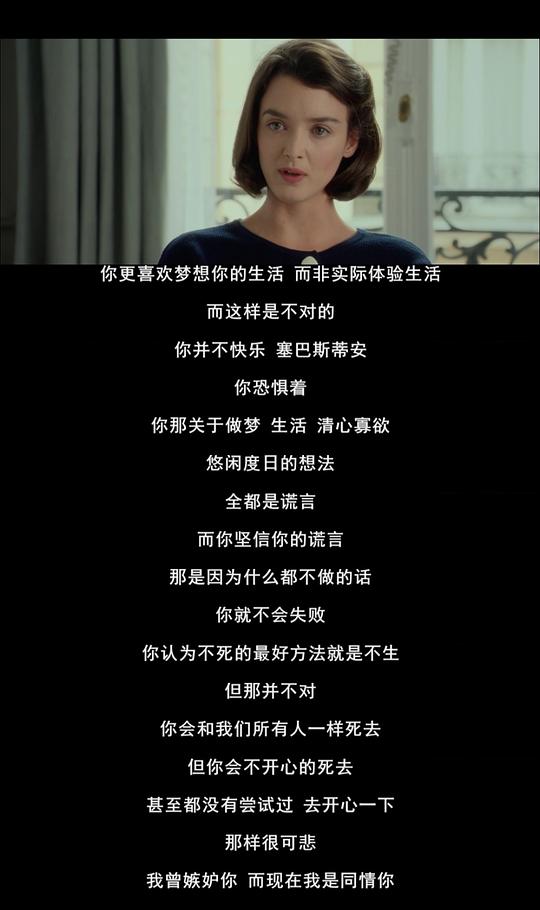 你更喜欢梦想你的生活 而非实际体验生活
而这样是不对的
你并不快乐 塞巴斯蒂安
你恐惧着
你那关于做梦 生活 清心寡欲
悠闲度日的想法
全都是谎言
而你坚信你的谎言
那是因为什么都不做的话
你就不会失败
你认为不死的最好方法就是不生
但那并不对
你会和我们所有人一样死去
但你会不开心的死去
甚至都没有尝试过 去开心一下
那样很可悲
我曾嫉妒你 而现在我是同情你